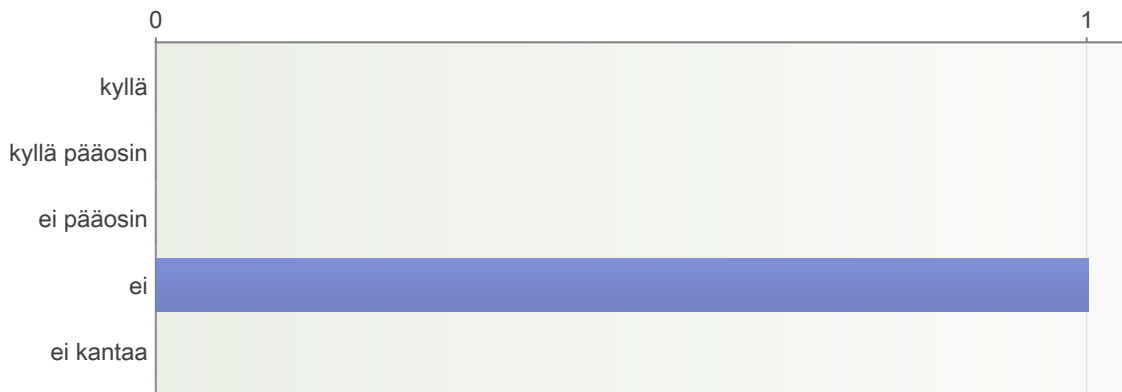 0 1
kyllä
kyllä pääosin
ei pääosin
ei
ei kantaa